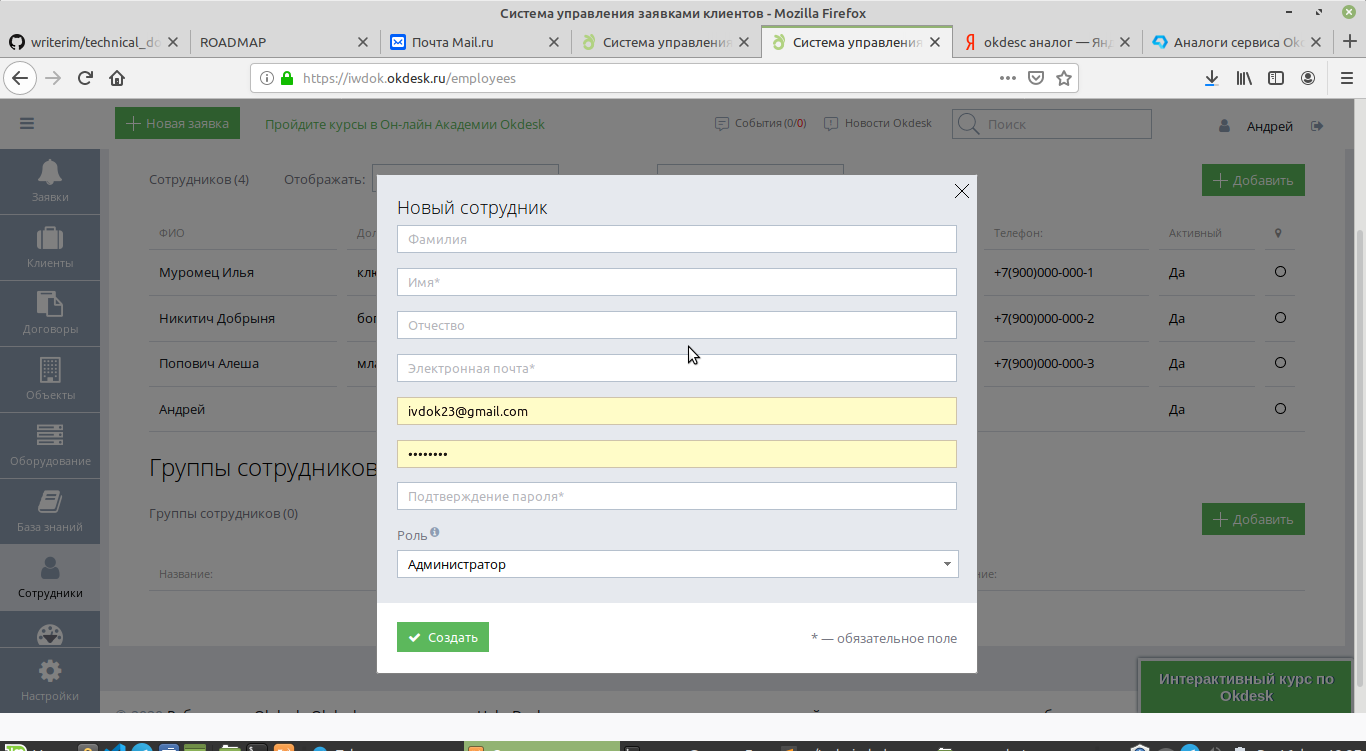 Система управления заявками клиентов - Mozilla Firefox
writerim/technical_do
ROADMAP
Почта Mail.ru
Система управления
Система управления
okdesc аналог — Янд
Аналоги сервиса Okd
https://iwdok.okdesk.ru/employees
Новая заявка
Пройдите курсы в Он-лайн Академии Okdesk
События (0/0)
Новости Okdesk
Поиск
Андрей
Заявки
Клиенты
Договоры
Объекты
Оборудование
База знаний
Сотрудники
Настройки
Сотрудников (4)
Отображать:
Добавить
ФИО
Телефон:
Активный
Муромец Илья
+7(900)000-000-1
Да
Никитич Добрыня
+7(900)000-000-2
Да
Попович Алеша
+7(900)000-000-3
Да
Андрей
Да
Группы сотрудников
Группы сотрудников (0)
Добавить
Название:
Новый сотрудник
Фамилия
Имя*
Отчество
Электронная почта*
ivdok23@gmail.com
••••••••
Подтверждение пароля*
Роль
Администратор
Создать
* — обязательное поле
Интерактивный курс по
Okdesk